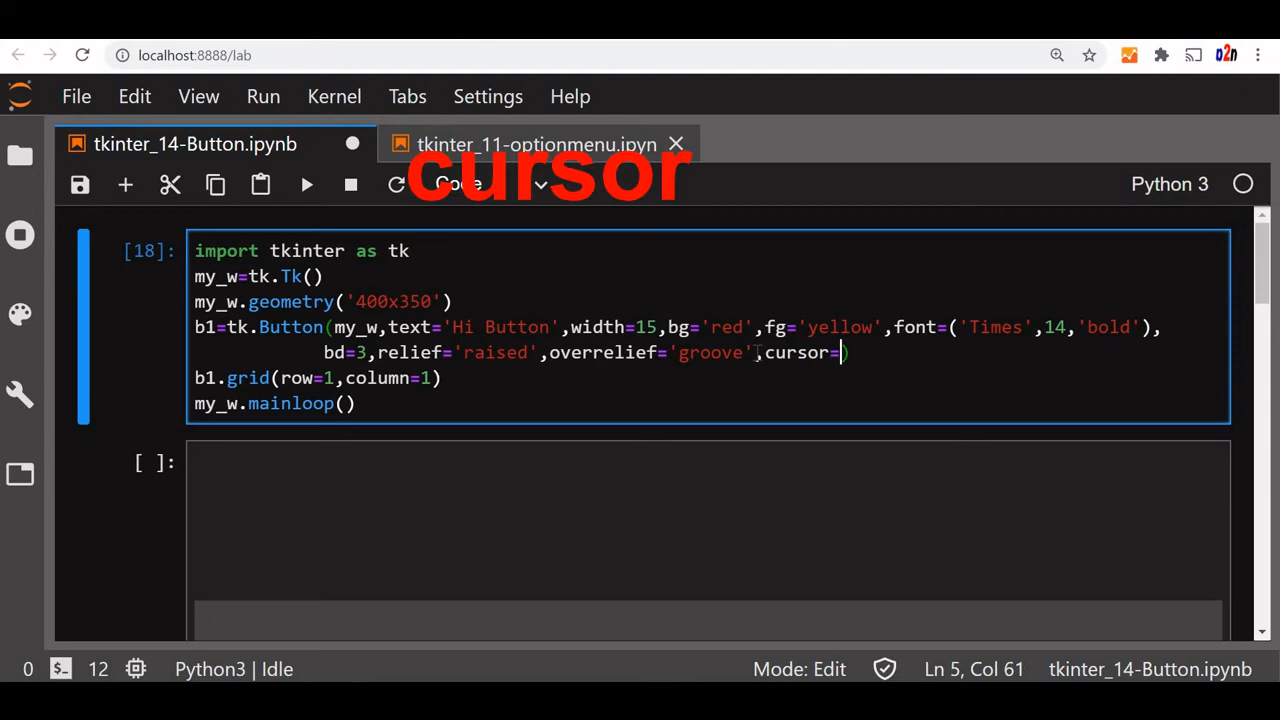 localhost:8888/lab
o2n
File Edit View Run Kernel Tabs Settings Help
tkinter_14-Button.ipynb
tkinter_11-optionmenu.ipyn
cursor
Code
Python 3
[18]:
import tkinter as tk
my_w=tk.Tk()
my_w.geometry('400x350')
b1=tk.Button(my_w,text='Hi Button',width=15,bg='red',fg='yellow',font=('Times',14,'bold'),
bd=3,relief='raised',overrelief='groove',cursor=)
b1.grid(row=1,column=1)
my_w.mainloop()
[ ]:
0 $_ 12 Python3 | Idle Mode: Edit Ln 5, Col 61 tkinter_14-Button.ipynb